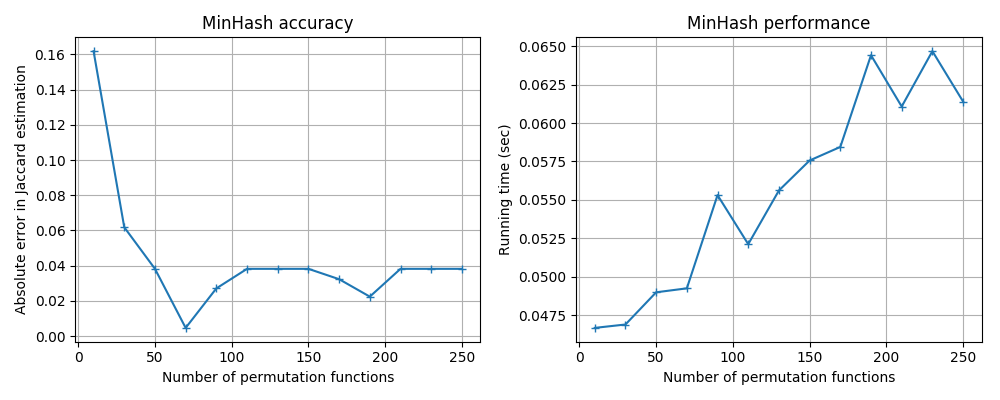 MinHash accuracy
Absolute error in Jaccard estimation
0.16
0.14
0.12
0.10
0.08
0.06
0.04
0.02
0.00
0 50 100 150 200 250
Number of permutation functions
MinHash performance
Running time (sec)
0.0650
0.0625
0.0600
0.0575
0.0550
0.0525
0.0500
0.0475
0 50 100 150 200 250
Number of permutation functions